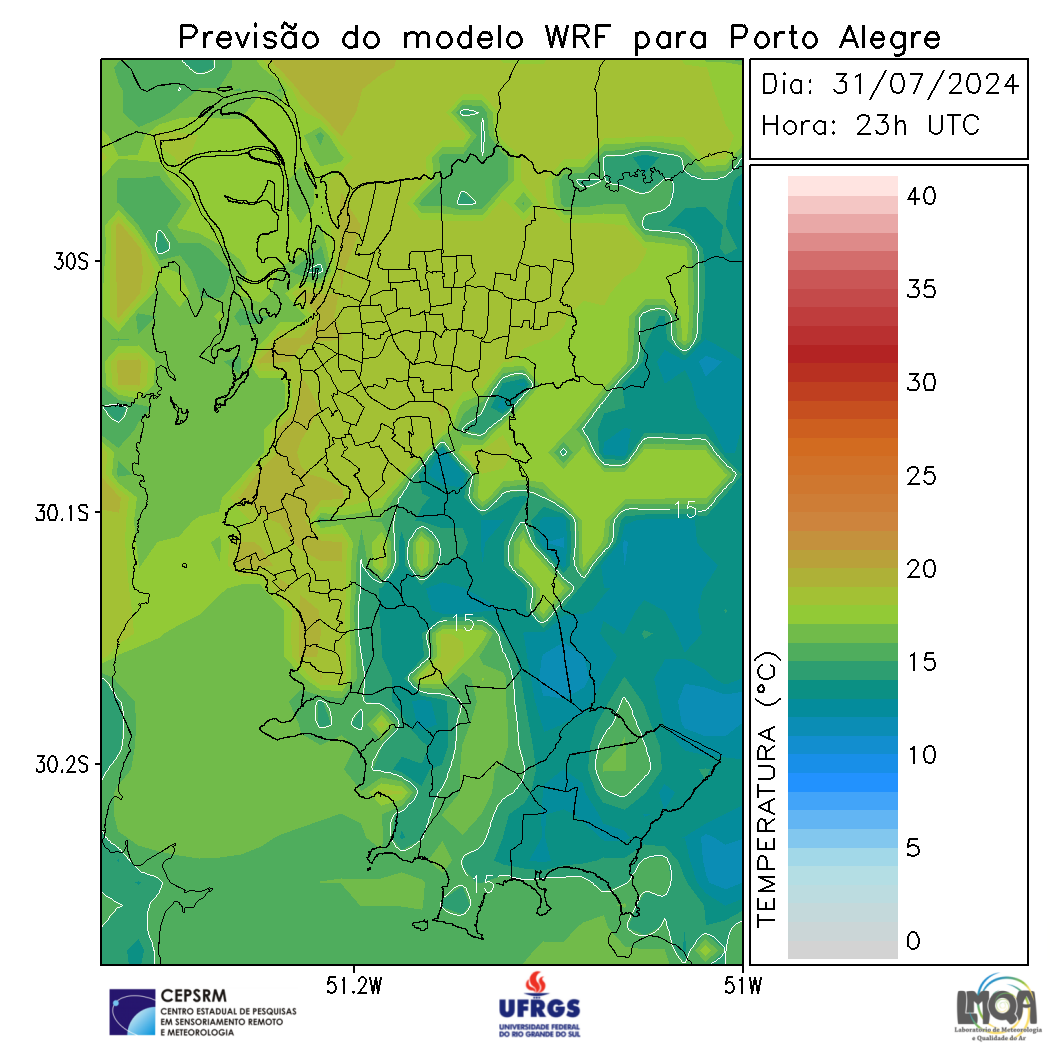 Previsão do modelo WRF para Porto Alegre
Dia: 31/07/2024
Hora: 23h UTC
30S
30.1S
30.2S
51.2W
51W
15
15
15
40
35
30
25
20
15
10
5
0
TEMPERATURA (°C)
CEPSRM
CENTRO ESTADUAL DE PESQUISAS
EM SENSORIAMENTO REMOTO
E METEOROLOGIA
UFRGS
UNIVERSIDADE FEDERAL
DO RIO GRANDE DO SUL
LMQA
Laboratório de Meteorologia
e Qualidade do Ar